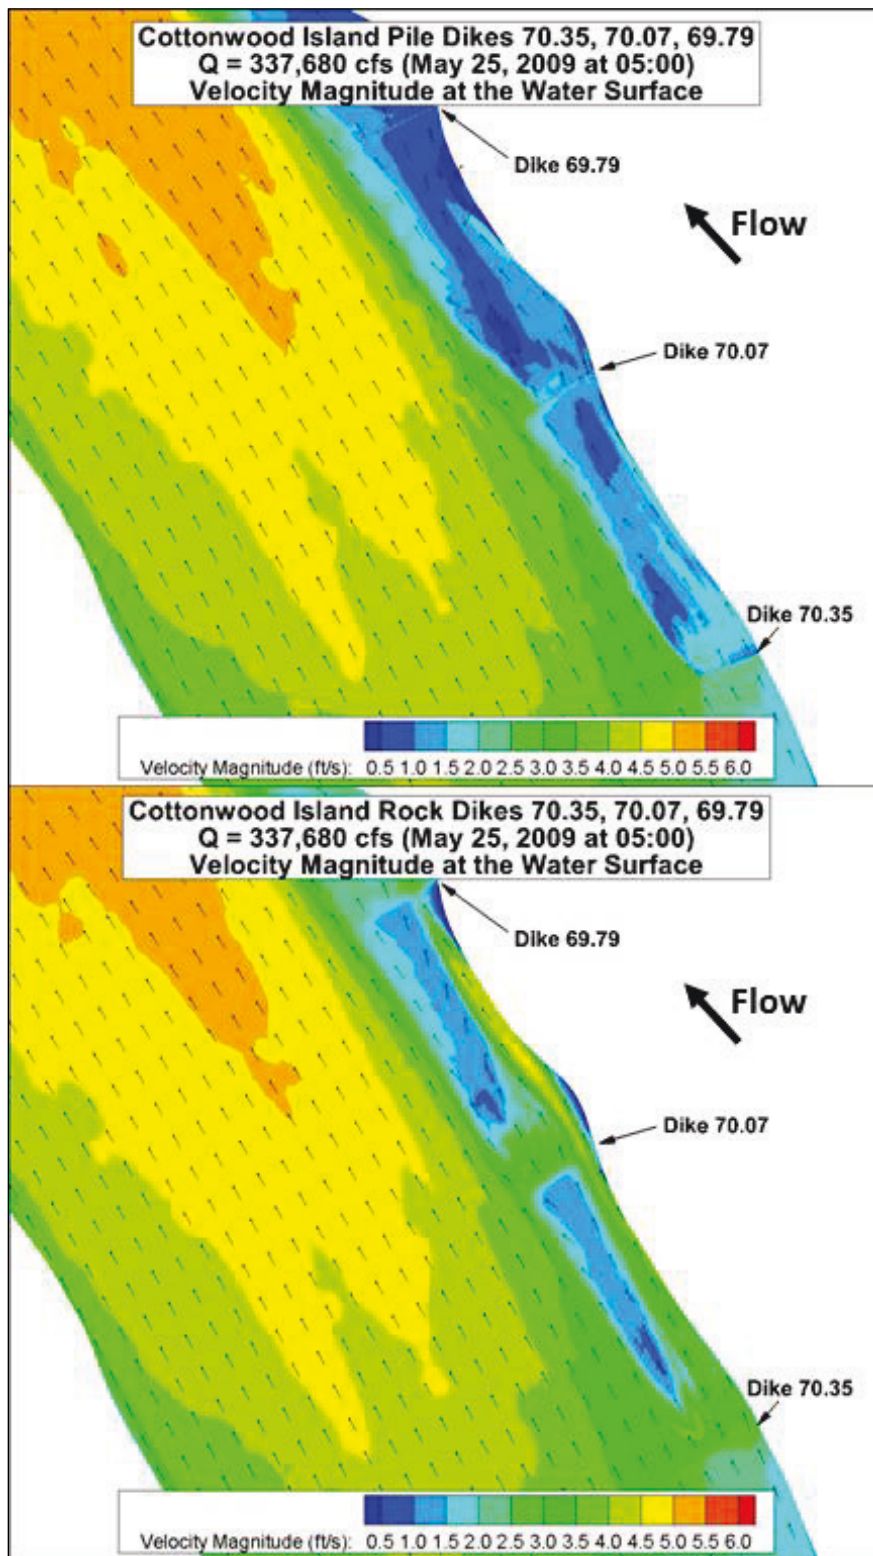 Cottonwood Island Pile Dikes 70.35, 70.07, 69.79
Q = 337,680 cfs (May 25, 2009 at 05:00)
Velocity Magnitude at the Water Surface
Dike 69.79
Flow
Dike 70.07
Dike 70.35
Velocity Magnitude (ft/s): 0.5 1.0 1.5 2.0 2.5 3.0 3.5 4.0 4.5 5.0 5.5 6.0
Cottonwood Island Rock Dikes 70.35, 70.07, 69.79
Q = 337,680 cfs (May 25, 2009 at 05:00)
Velocity Magnitude at the Water Surface
Dike 69.79
Flow
Dike 70.07
Dike 70.35
Velocity Magnitude (ft/s): 0.5 1.0 1.5 2.0 2.5 3.0 3.5 4.0 4.5 5.0 5.5 6.0